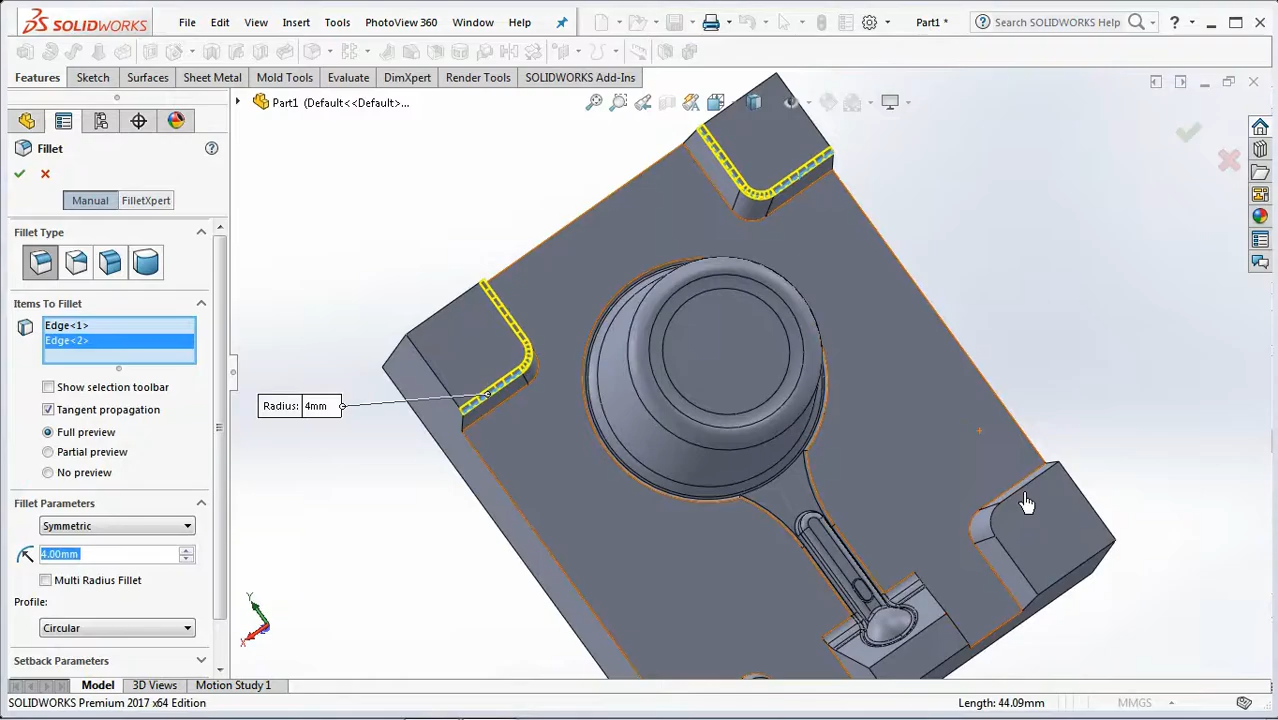 SOLIDWORKS File Edit View Insert Tools PhotoView 360 Window Help Part1 * Search SOLIDWORKS Help ?
Features Sketch Surfaces Sheet Metal Mold Tools Evaluate DimXpert Render Tools SOLIDWORKS Add-Ins
Part1 (Default<<Default>...
Fillet
Manual FilletXpert
Fillet Type
Items To Fillet
Edge<1>
Edge<2>
Show selection toolbar
Tangent propagation
Full preview
Partial preview
No preview
Radius: 4mm
Fillet Parameters
Symmetric
4.00mm
Multi Radius Fillet
Profile:
Circular
Setback Parameters
Y
X
Model 3D Views Motion Study 1
SOLIDWORKS Premium 2017 x64 Edition Length: 44.09mm MMGS